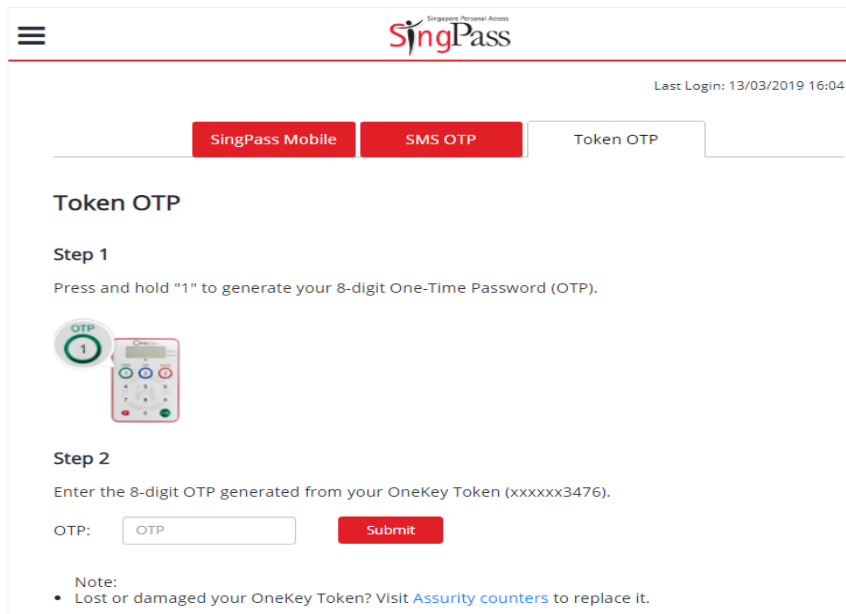 Singapore Personal Access
SingPass
Last Login: 13/03/2019 16:04
SingPass Mobile
SMS OTP
Token OTP
Token OTP
Step 1
Press and hold "1" to generate your 8-digit One-Time Password (OTP).
OTP
1
Step 2
Enter the 8-digit OTP generated from your OneKey Token (xxxxxx3476).
OTP: OTP Submit
Note:
• Lost or damaged your OneKey Token? Visit Assurity counters to replace it.